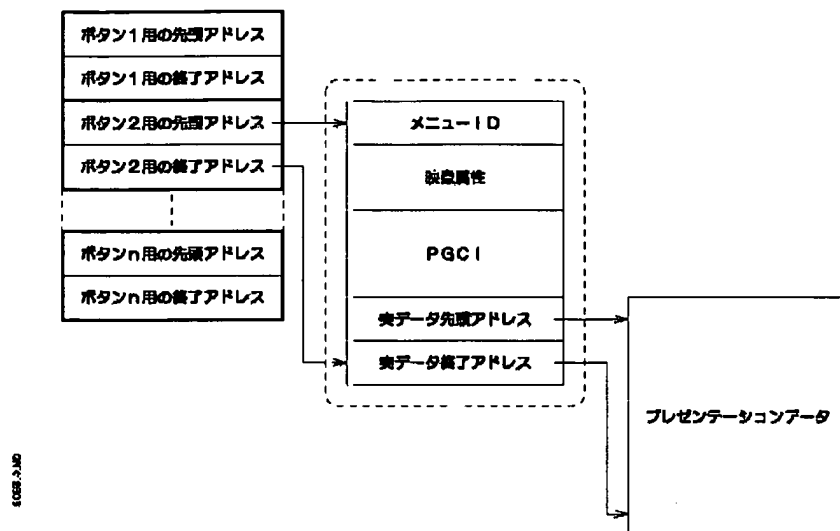 ボタン1用の先頭アドレス
ボタン1用の終了アドレス
ボタン2用の先頭アドレス
ボタン2用の終了アドレス
ボタンn用の先頭アドレス
ボタンn用の終了アドレス
メニューID
映像属性
PGCI
実データ先頭アドレス
実データ終了アドレス
プレゼンテーションデータ